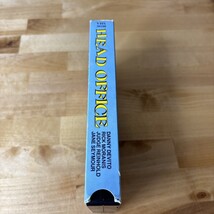 HEAD OFFICE
DANNY DEVITO
RICK MORANIS
JUDGE REINHOLD
JANE SEYMOUR